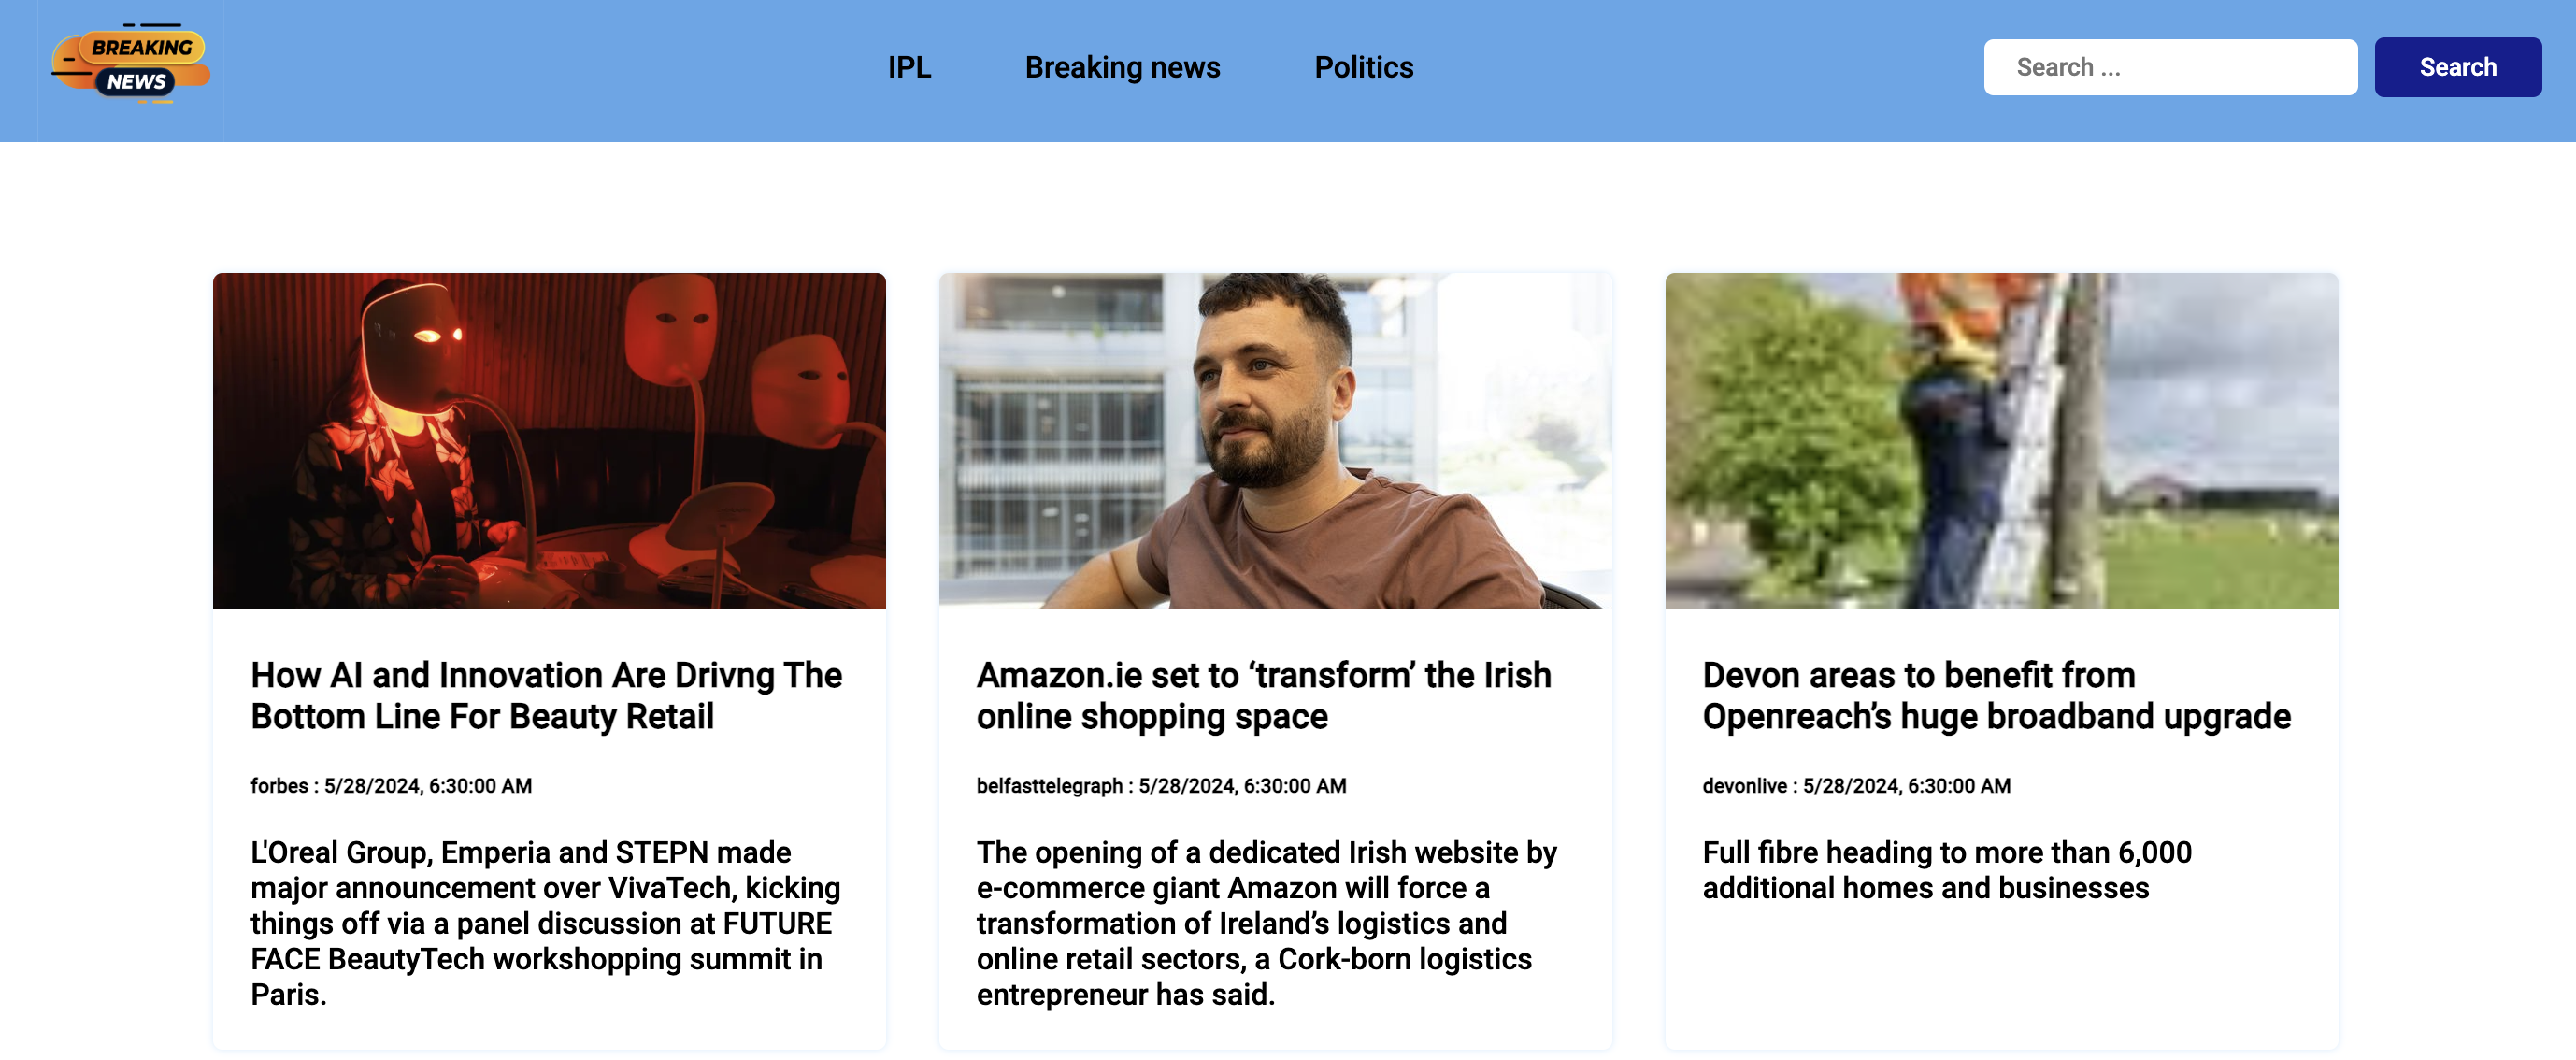 BREAKING
NEWS
IPL
Breaking news
Politics
Search ...
Search
How AI and Innovation Are Drivng The
Bottom Line For Beauty Retail
forbes : 5/28/2024, 6:30:00 AM
L'Oreal Group, Emperia and STEPN made
major announcement over VivaTech, kicking
things off via a panel discussion at FUTURE
FACE BeautyTech workshopping summit in
Paris.
Amazon.ie set to ‘transform’ the Irish
online shopping space
belfasttelegraph : 5/28/2024, 6:30:00 AM
The opening of a dedicated Irish website by
e-commerce giant Amazon will force a
transformation of Ireland’s logistics and
online retail sectors, a Cork-born logistics
entrepreneur has said.
Devon areas to benefit from
Openreach’s huge broadband upgrade
devonlive : 5/28/2024, 6:30:00 AM
Full fibre heading to more than 6,000
additional homes and businesses